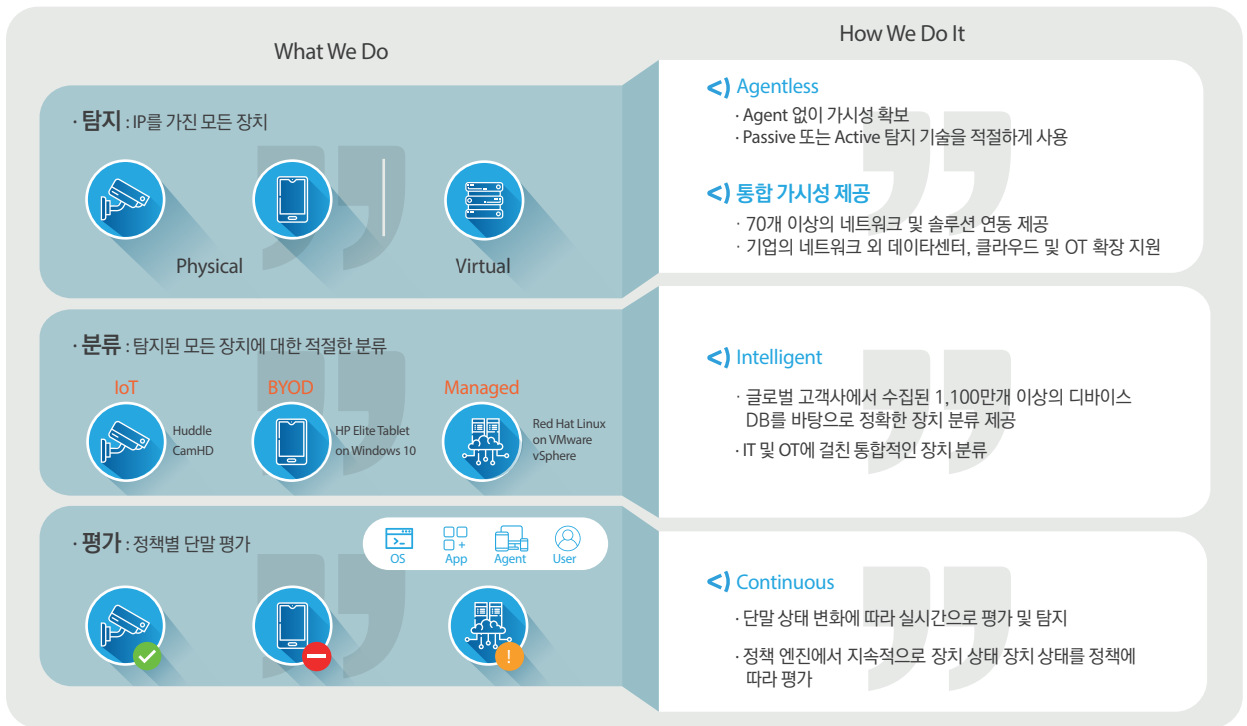 What We Do
How We Do It
· 탐지 : IP를 가진 모든 장치
Physical
Virtual
<) Agentless
· Agent 없이 가시성 확보
· Passive 또는 Active 탐지 기술을 적절하게 사용
<) 통합 가시성 제공
· 70개 이상의 네트워크 및 솔루션 연동 제공
· 기업의 네트워크 외 데이타센터, 클라우드 및 OT 확장 지원
· 분류 : 탐지된 모든 장치에 대한 적절한 분류
IoT
Huddle
CamHD
BYOD
HP Elite Tablet
on Windows 10
Managed
Red Hat Linux
on VMware
vSphere
<) Intelligent
· 글로벌 고객사에서 수집된 1,100만개 이상의 디바이스
DB를 바탕으로 정확한 장치 분류 제공
· IT 및 OT에 걸친 통합적인 장치 분류
· 평가 : 정책별 단말 평가
OS
App
Agent
User
<) Continuous
· 단말 상태 변화에 따라 실시간으로 평가 및 탐지
· 정책 엔진에서 지속적으로 장치 상태 장치 상태를 정책에
따라 평가